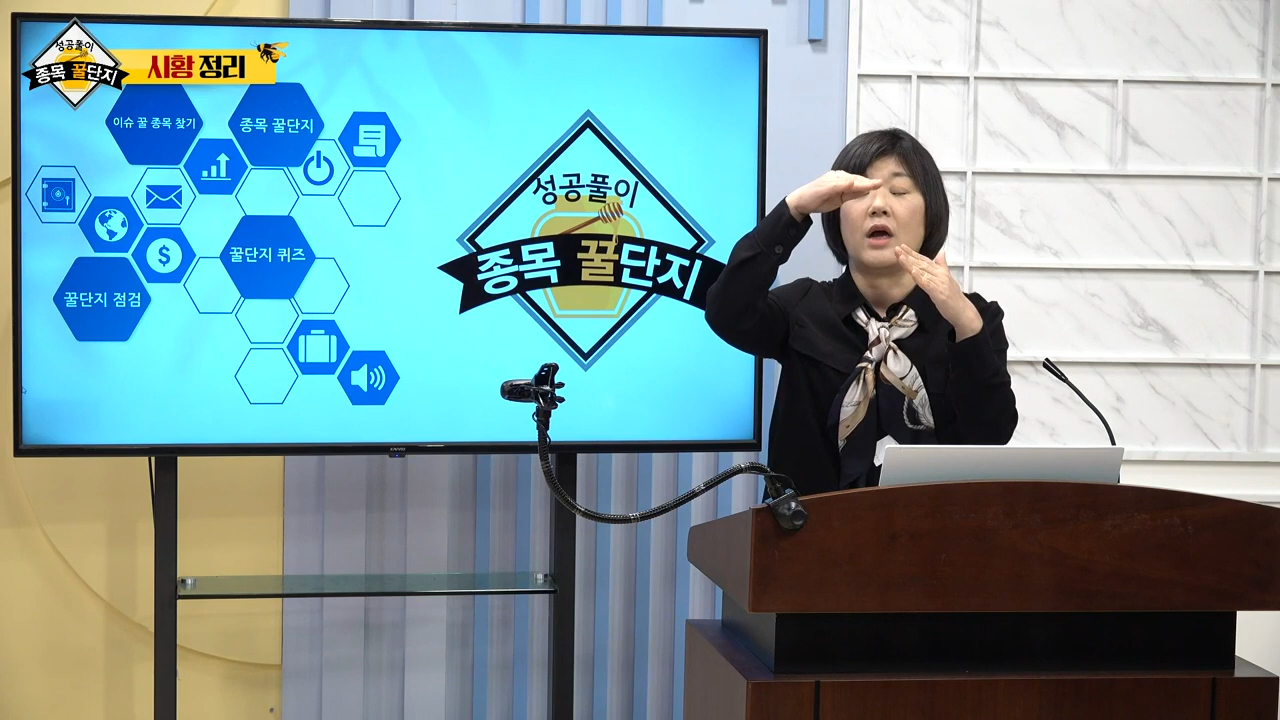 성공풀이
종목 꿀단지
시황 정리
이슈 꿀 종목 찾기
종목 꿀단지
꿀단지 퀴즈
꿀단지 점검
성공풀이
종목 꿀단지